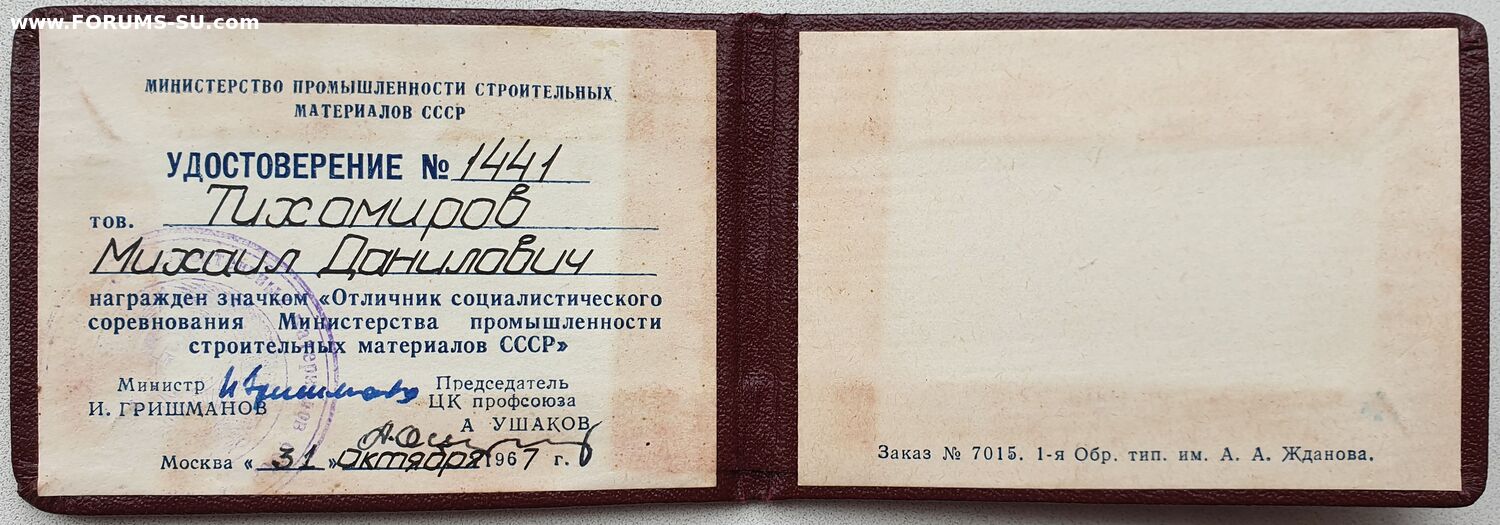 www.FORUMS-SU.com
МИНИСТЕРСТВО ПРОМЫШЛЕННОСТИ СТРОИТЕЛЬНЫХ
МАТЕРИАЛОВ СССР
УДОСТОВЕРЕНИЕ № 1441
тов. Тихомиров
Михаил Данилович
награжден значком «Отличник социалистического
соревнования Министерства промышленности
строительных материалов СССР»
Министр
И. ГРИШМАНОВ
Председатель
ЦК профсоюза
А УШАКОВ
Москва «31» октября 1967 г.
Заказ № 7015. 1-я Обр. тип. им. А. А. Жданова.